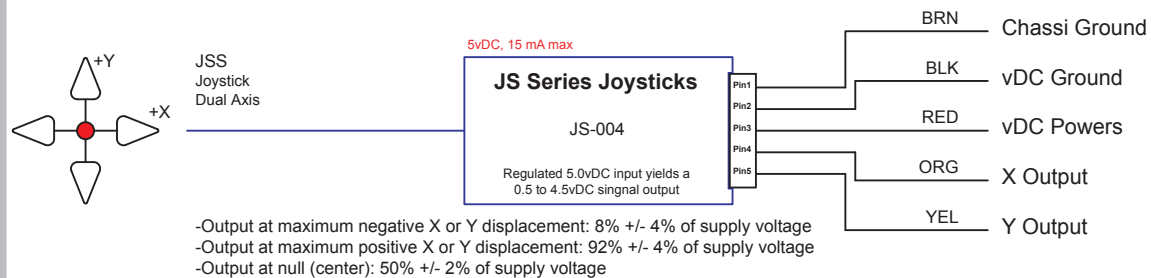 +Y
+X
JSS
Joystick
Dual Axis
5vDC, 15 mA max
JS Series Joysticks
JS-004
Regulated 5.0vDC input yields a
0.5 to 4.5vDC singnal output
Pin1
Pin2
Pin3
Pin4
Pin5
BRN
Chassi Ground
BLK
vDC Ground
RED
vDC Powers
ORG
X Output
YEL
Y Output
-Output at maximum negative X or Y displacement: 8% +/- 4% of supply voltage
-Output at maximum positive X or Y displacement: 92% +/- 4% of supply voltage
-Output at null (center): 50% +/- 2% of supply voltage